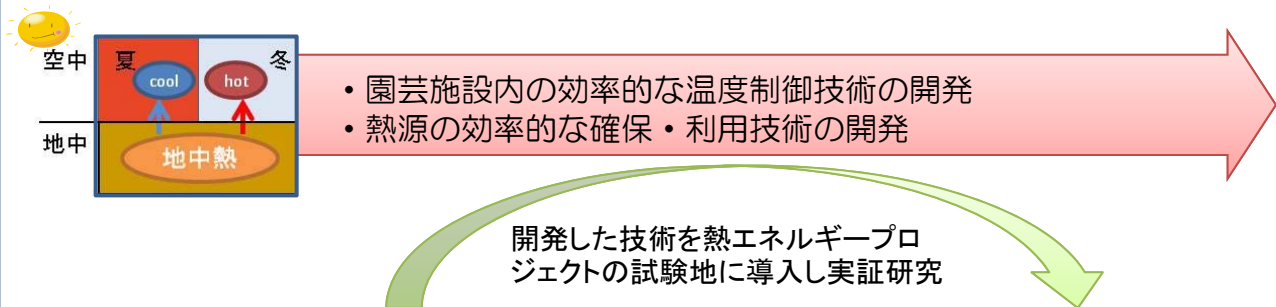 空中
夏
冬
cool
hot
地中
地中熱
・園芸施設内の効率的な温度制御技術の開発
・熱源の効率的な確保・利用技術の開発
開発した技術を熱エネルギープロ
ジェクトの試験地に導入し実証研究